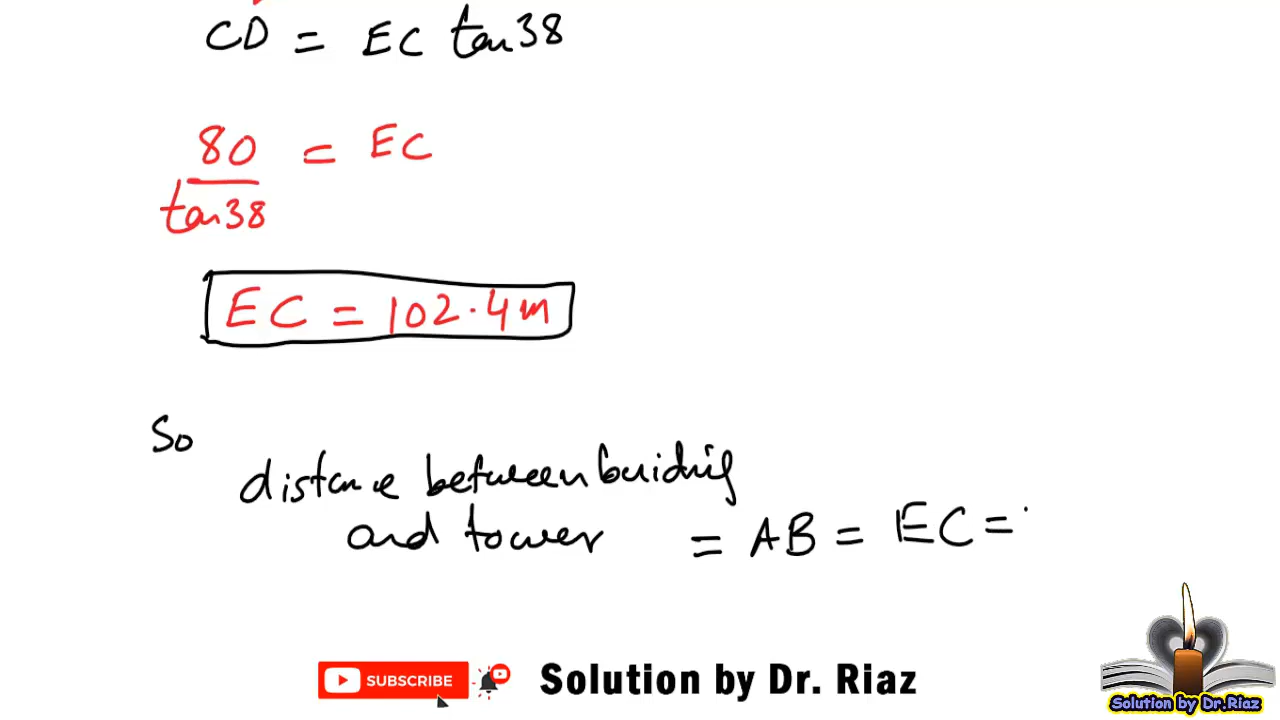 CD = EC tan38
80 = EC
tan38
EC = 102.4m
So
distance between buriding
and tower = AB = EC =
SUBSCRIBE
Solution by Dr. Riaz
Solution by Dr.Riaz